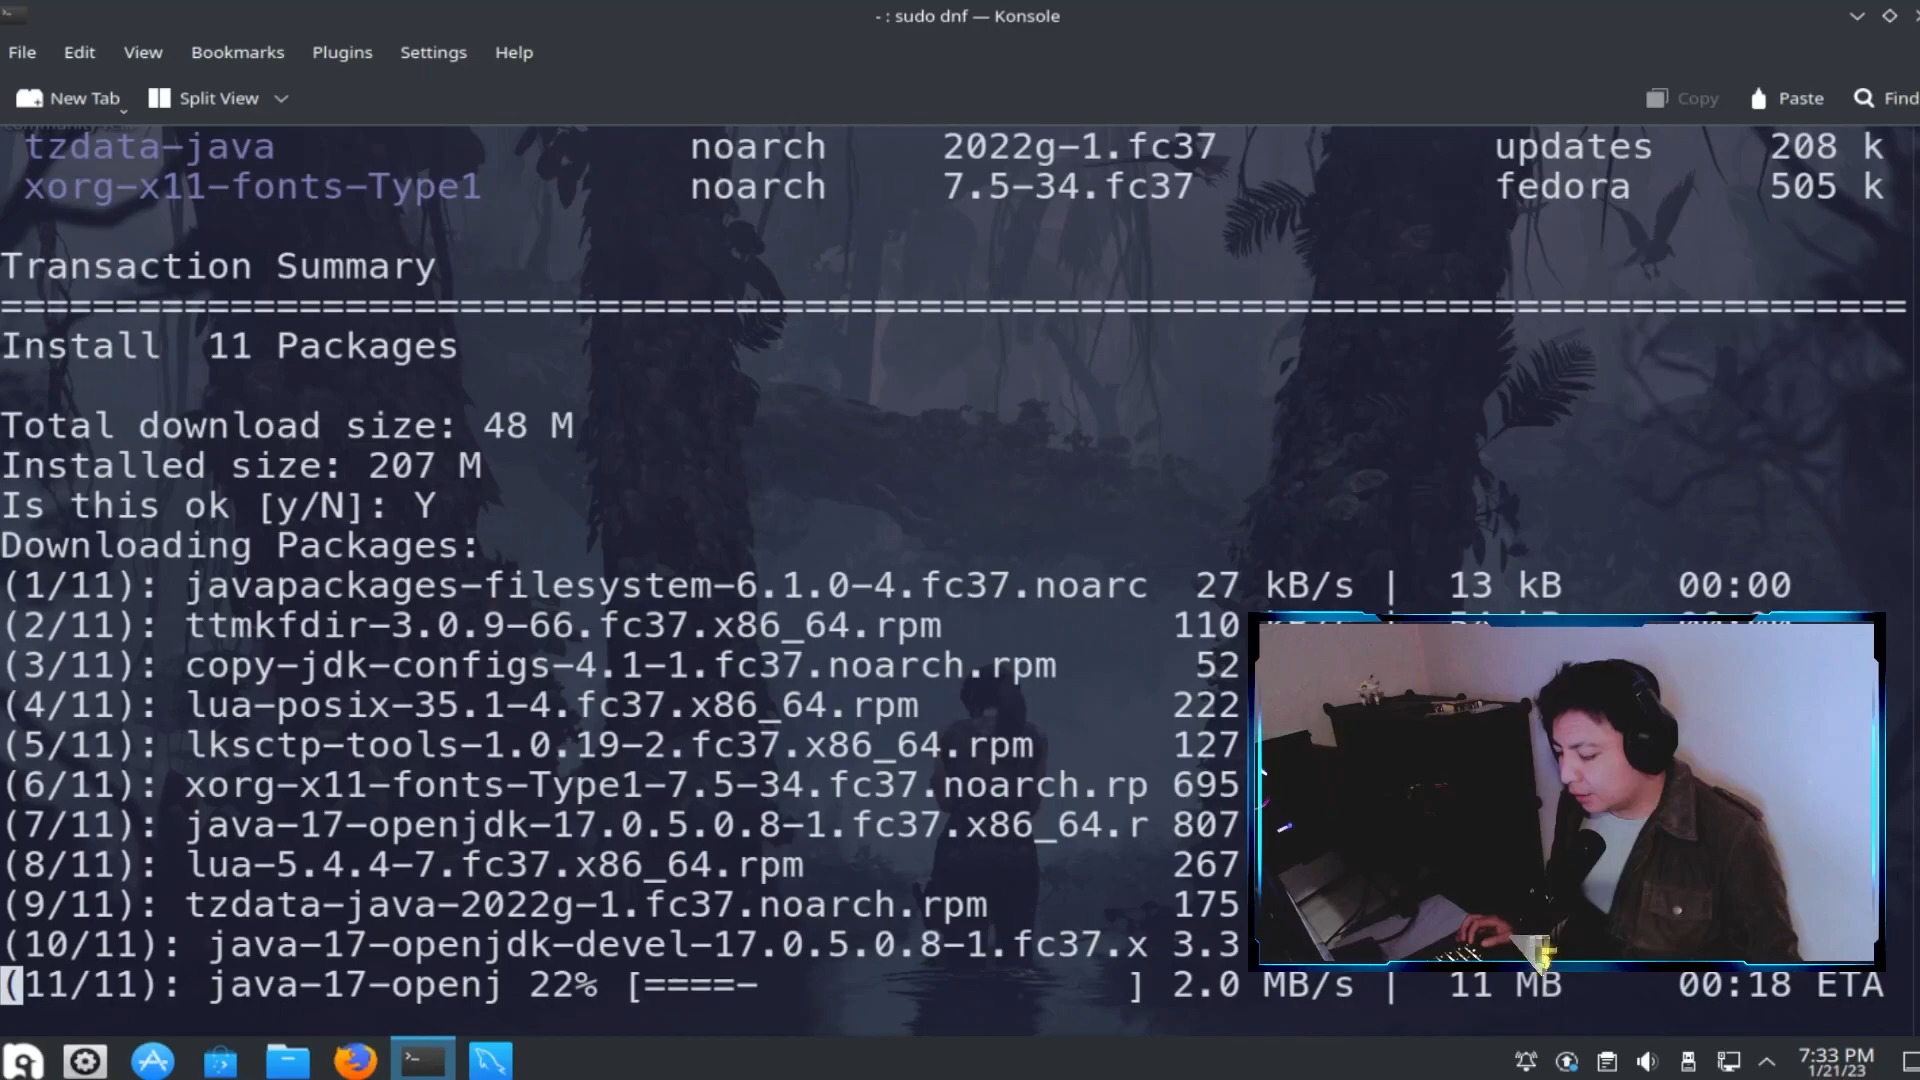 - : sudo dnf — Konsole
File Edit View Bookmarks Plugins Settings Help
New Tab Split View Copy Paste Find
tzdata-java noarch 2022g-1.fc37 updates 208 k
xorg-x11-fonts-Type1 noarch 7.5-34.fc37 fedora 505 k
Transaction Summary
================================================================================
Install 11 Packages
Total download size: 48 M
Installed size: 207 M
Is this ok [y/N]: Y
Downloading Packages:
(1/11): javapackages-filesystem-6.1.0-4.fc37.noarc 27 kB/s | 13 kB 00:00
(2/11): ttmkfdir-3.0.9-66.fc37.x86_64.rpm 110
(3/11): copy-jdk-configs-4.1-1.fc37.noarch.rpm 52
(4/11): lua-posix-35.1-4.fc37.x86_64.rpm 222
(5/11): lksctp-tools-1.0.19-2.fc37.x86_64.rpm 127
(6/11): xorg-x11-fonts-Type1-7.5-34.fc37.noarch.rp 695
(7/11): java-17-openjdk-17.0.5.0.8-1.fc37.x86_64.r 807
(8/11): lua-5.4.4-7.fc37.x86_64.rpm 267
(9/11): tzdata-java-2022g-1.fc37.noarch.rpm 175
(10/11): java-17-openjdk-devel-17.0.5.0.8-1.fc37.x 3.3
(11/11): java-17-openj 22% [====- ] 2.0 MB/s | 11 MB 00:18 ETA
7:33 PM
1/21/23